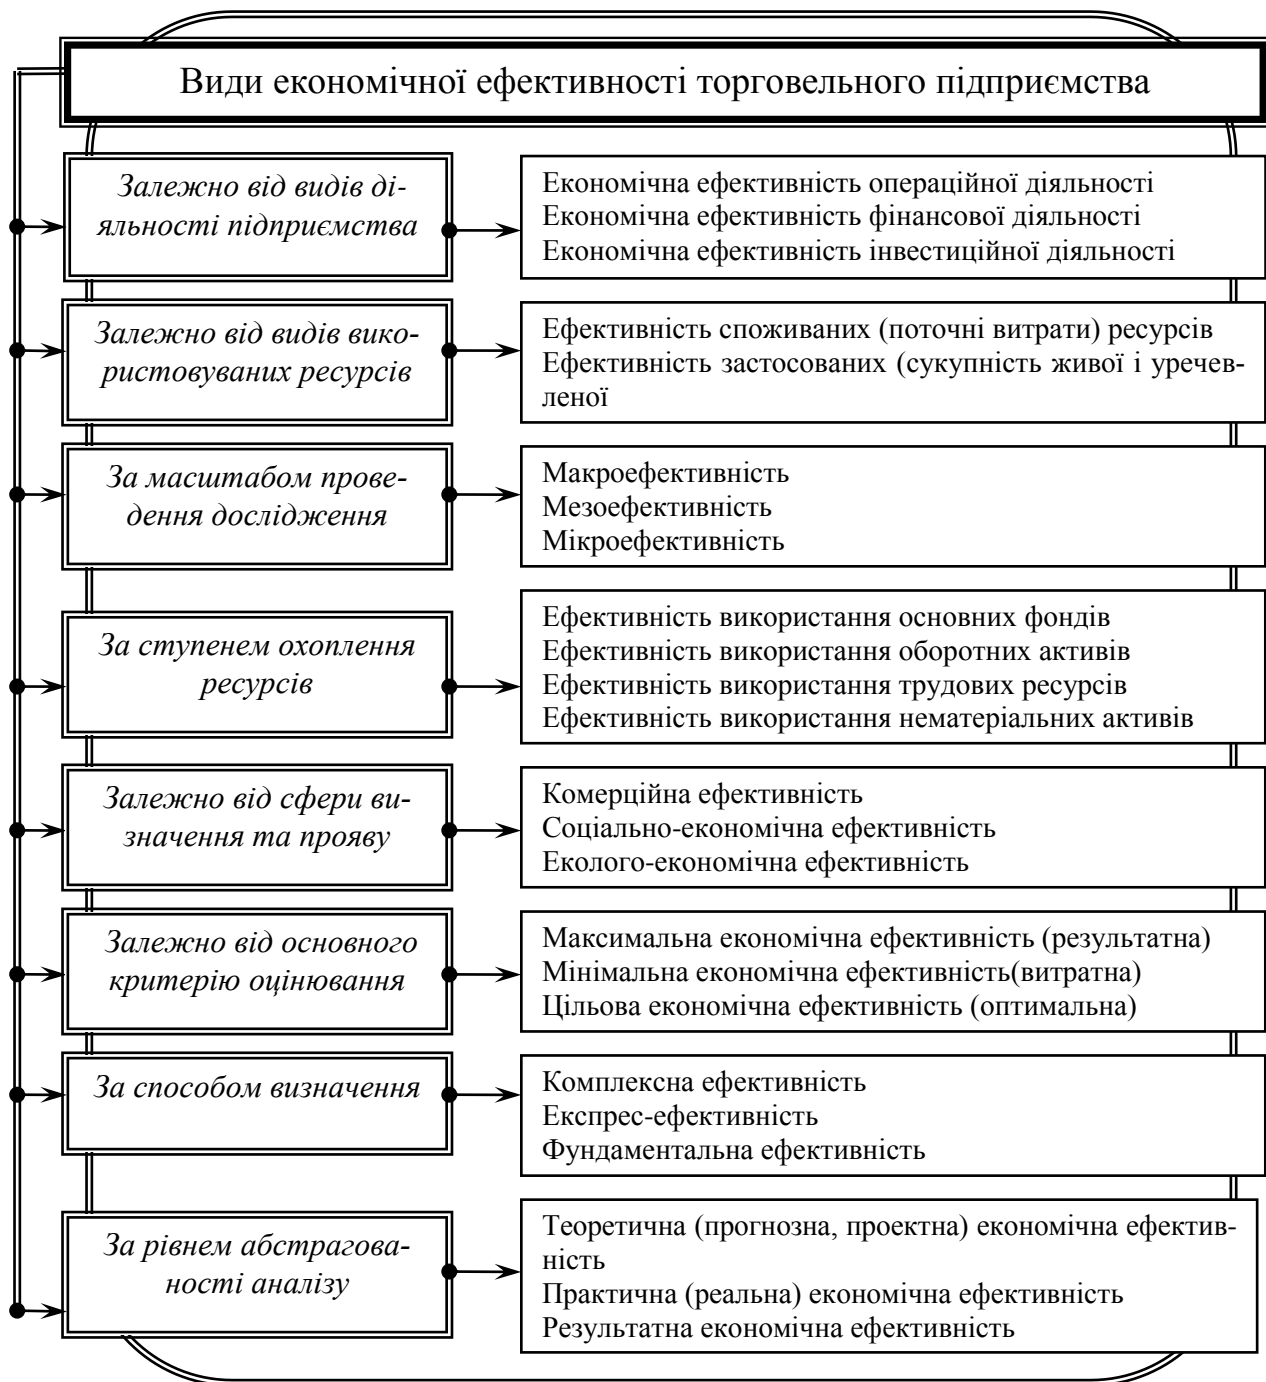 Види економічної ефективності торговельного підприємства
Залежно від видів ді-
яльності підприємства
Економічна ефективність операційної діяльності
Економічна ефективність фінансової діяльності
Економічна ефективність інвестиційної діяльності
Залежно від видів вико-
ристовуваних ресурсів
Ефективність споживаних (поточні витрати) ресурсів
Ефективність застосованих (сукупність живої і уречев-
леної
За масштабом прове-
дення дослідження
Макроефективність
Мезоефективність
Мікроефективність
За ступенем охоплення
ресурсів
Ефективність використання основних фондів
Ефективність використання оборотних активів
Ефективність використання трудових ресурсів
Ефективність використання нематеріальних активів
Залежно від сфери ви-
значення та прояву
Комерційна ефективність
Соціально-економічна ефективність
Еколого-економічна ефективність
Залежно від основного
критерію оцінювання
Максимальна економічна ефективність (результатна)
Мінімальна економічна ефективність(витратна)
Цільова економічна ефективність (оптимальна)
За способом визначення
Комплексна ефективність
Експрес-ефективність
Фундаментальна ефективність
За рівнем абстрагова-
ності аналізу
Теоретична (прогнозна, проектна) економічна ефектив-
ність
Практична (реальна) економічна ефективність
Результатна економічна ефективність